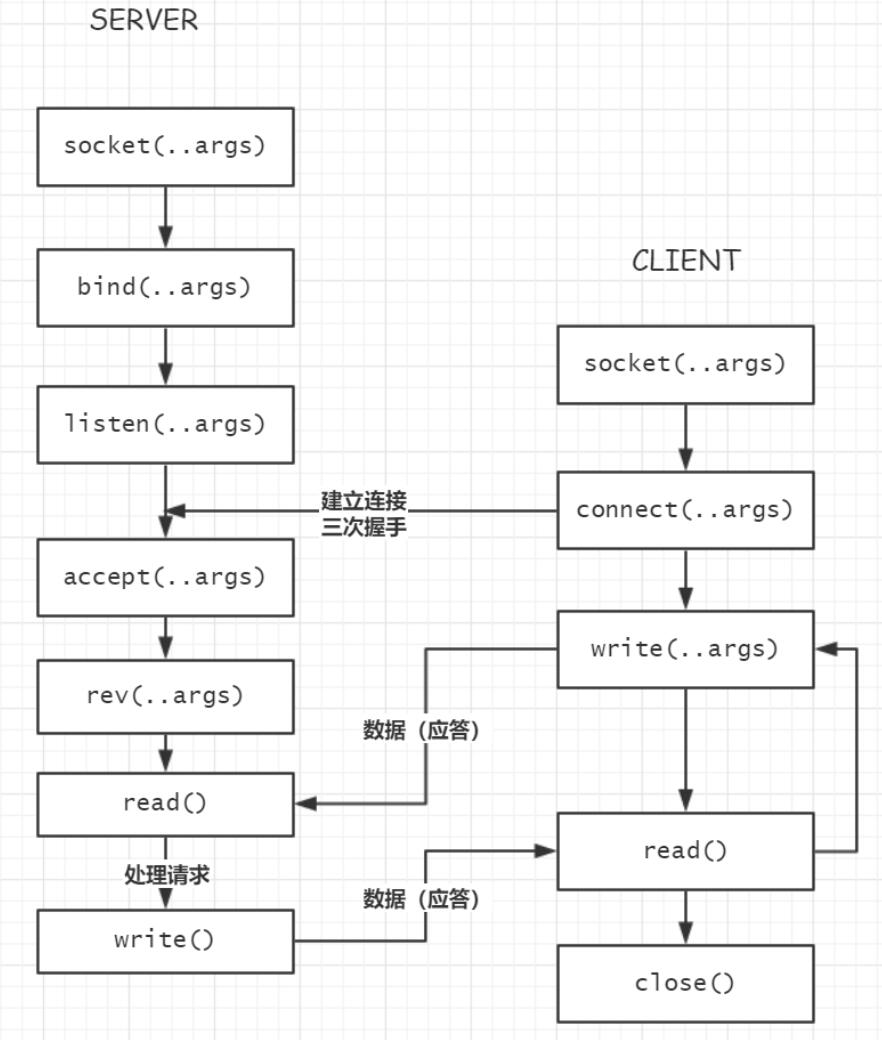 SERVER
socket(..args)
bind(..args)
listen(..args)
accept(..args)
rev(..args)
read()
处理请求
write()
建立连接
三次握手
数据（应答）
数据（应答）
CLIENT
socket(..args)
connect(..args)
write(..args)
read()
close()